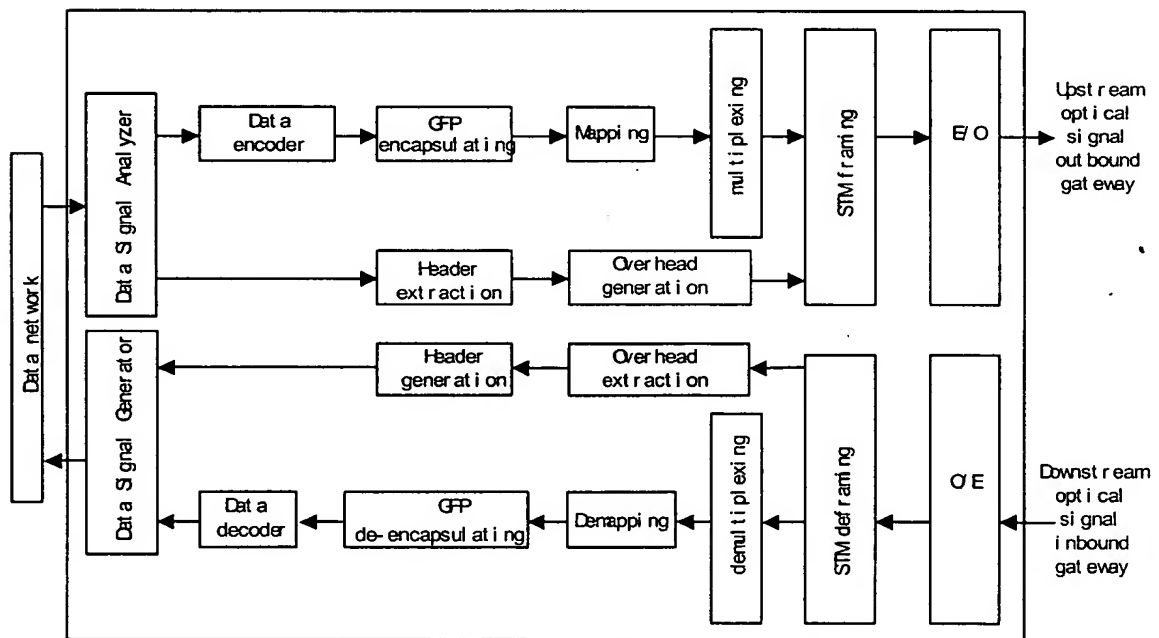 Data network
Data Signal Analyzer
Data
encoder
GFP
encapsulating
Mapping
multiplexing
STM framing
E/O
Upstream
optical
signal
outbound
gateway
Header
extraction
Overhead
generation
Data Signal Generator
Header
generation
Overhead
extraction
Data
decoder
GFP
de-encapsulating
Demapping
demultiplexing
STM deframing
O/E
Downstream
optical
signal
inbound
gateway